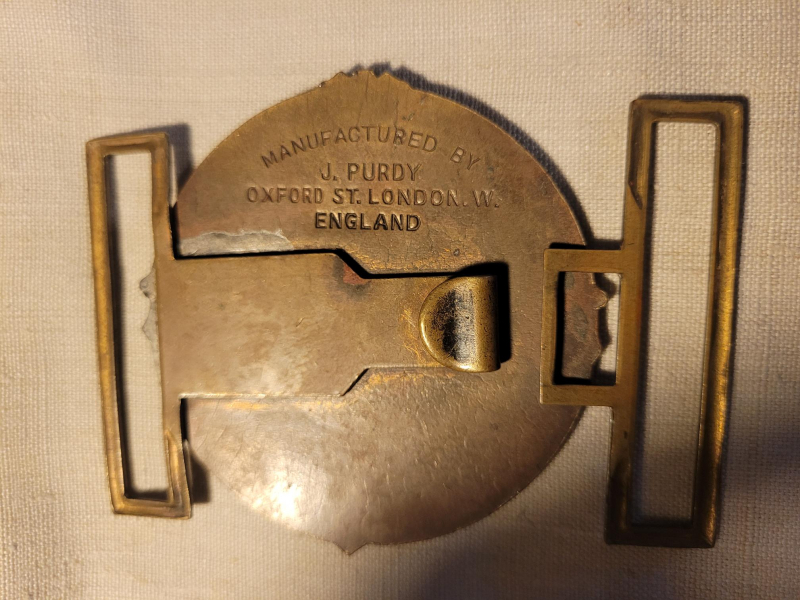 MANUFACTURED BY
J. PURDY
OXFORD ST. LONDON. W.
ENGLAND